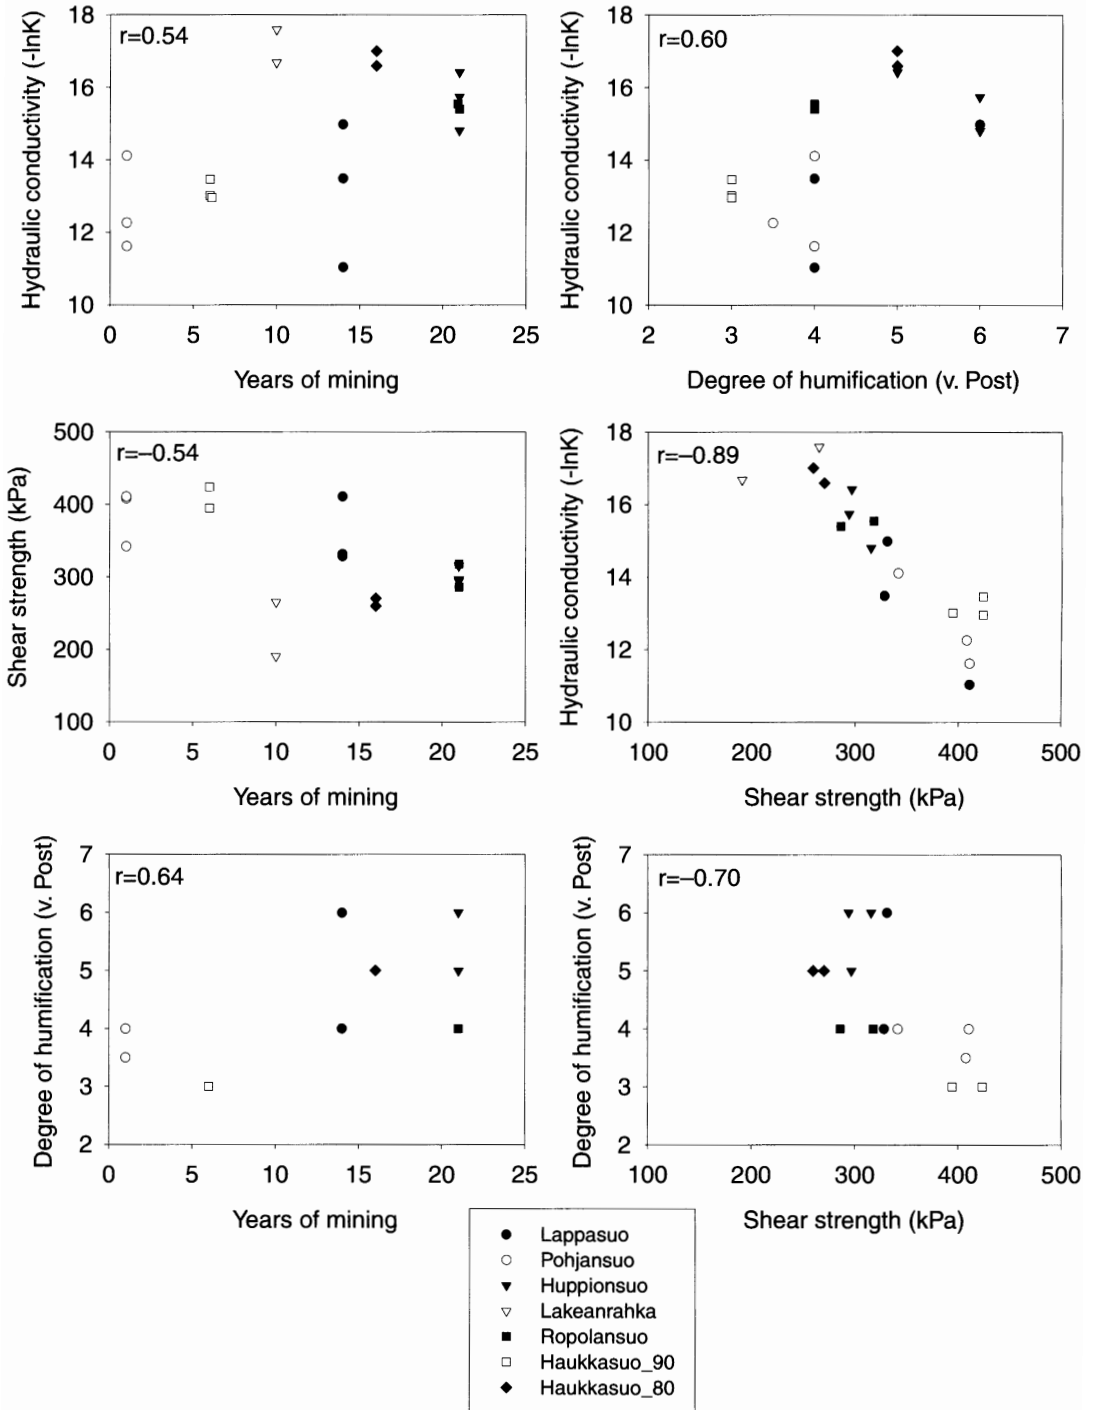 r=0.54
Hydraulic conductivity (-lnK)
18
16
14
12
10
0 5 10 15 20 25
Years of mining
r=0.60
Hydraulic conductivity (-lnK)
18
16
14
12
10
2 3 4 5 6 7
Degree of humification (v. Post)
r=–0.54
Shear strength (kPa)
500
400
300
200
100
0 5 10 15 20 25
Years of mining
r=–0.89
Hydraulic conductivity (-lnK)
18
16
14
12
10
100 200 300 400 500
Shear strength (kPa)
r=0.64
Degree of humification (v. Post)
7
6
5
4
3
2
0 5 10 15 20 25
Years of mining
r=–0.70
Degree of humification (v. Post)
7
6
5
4
3
2
100 200 300 400 500
Shear strength (kPa)
Lappasuo
Pohjansuo
Huppionsuo
Lakeanrahka
Ropolansuo
Haukkasuo_90
Haukkasuo_80